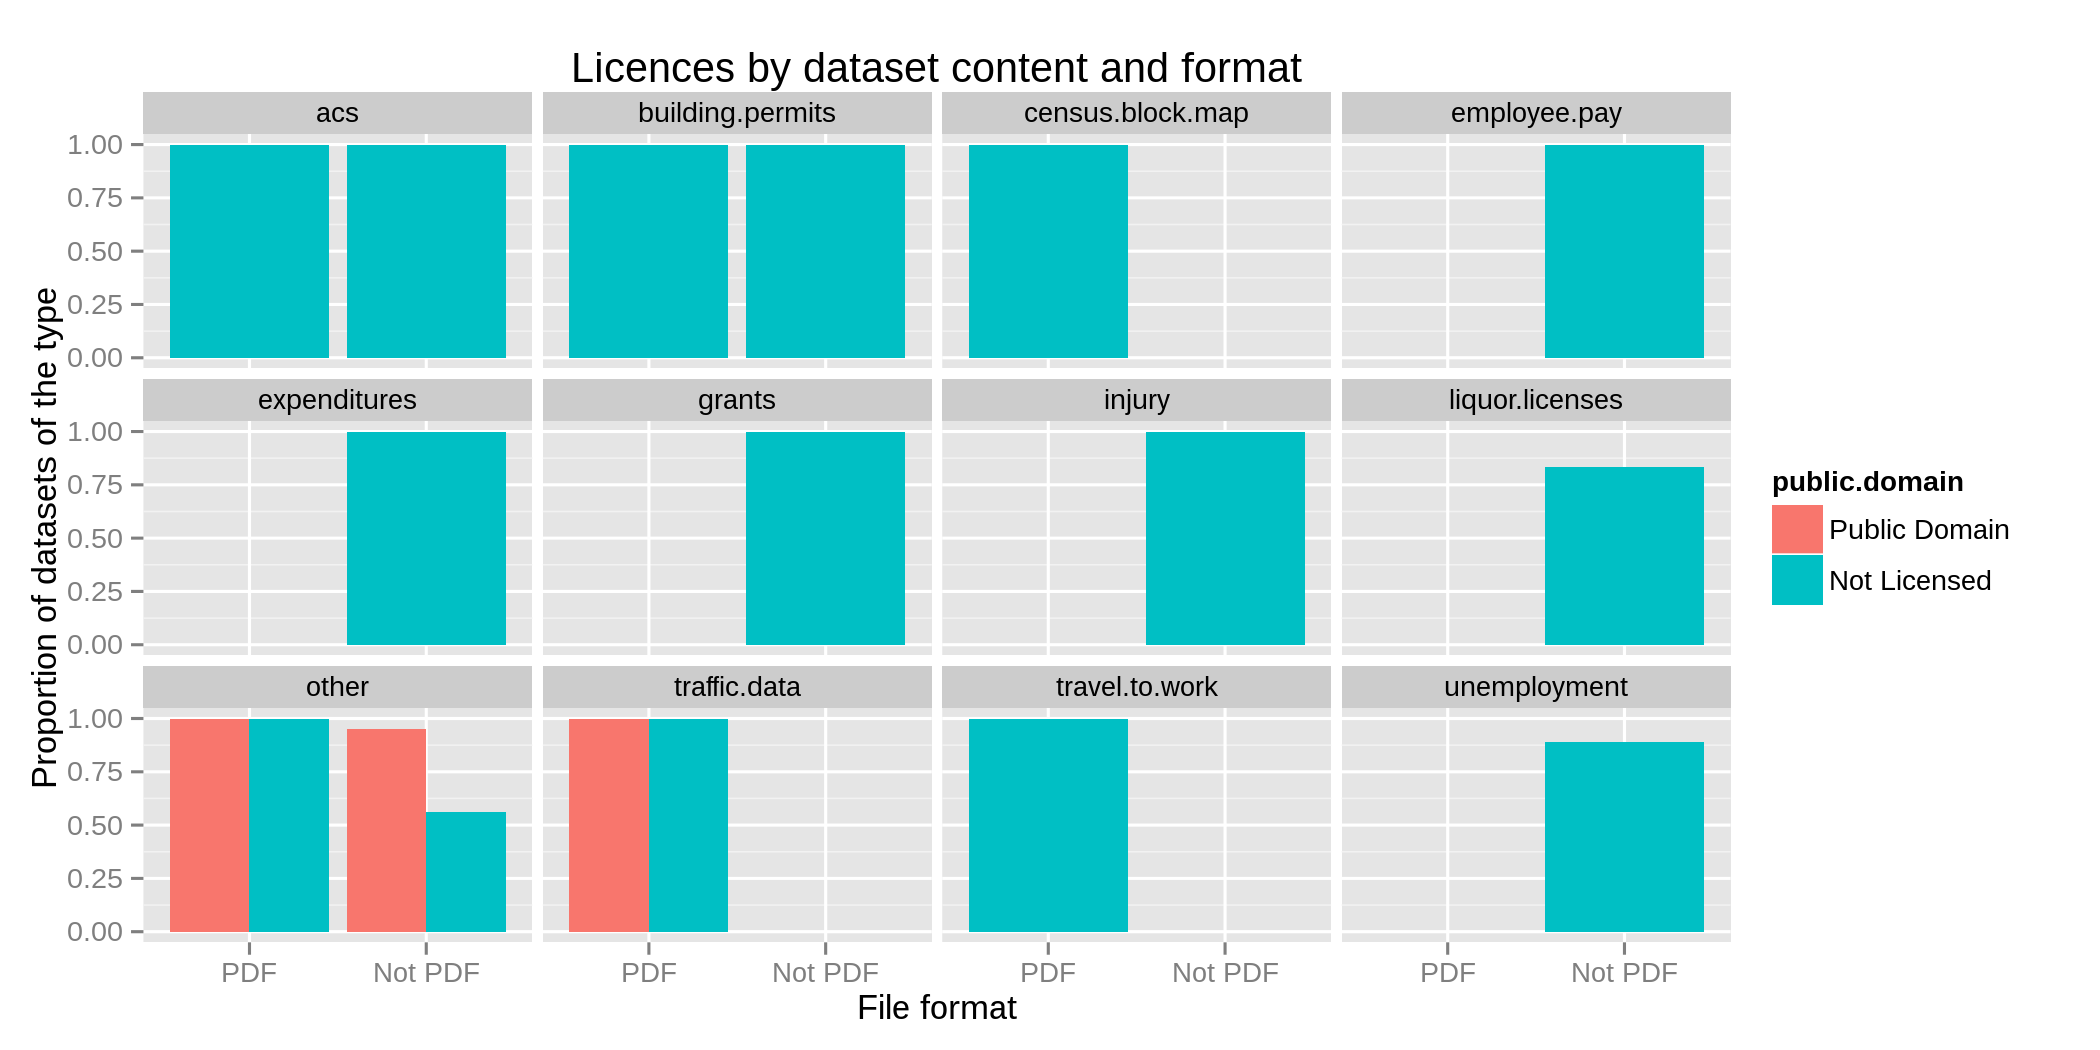 Licences by dataset content and format
acs
building.permits
census.block.map
employee.pay
1.00
0.75
0.50
0.25
0.00
expenditures
grants
injury
liquor.licenses
1.00
0.75
0.50
0.25
0.00
other
traffic.data
travel.to.work
unemployment
1.00
0.75
0.50
0.25
0.00
PDF
Not PDF
PDF
Not PDF
PDF
Not PDF
PDF
Not PDF
File format
Proportion of datasets of the type
public.domain
Public Domain
Not Licensed